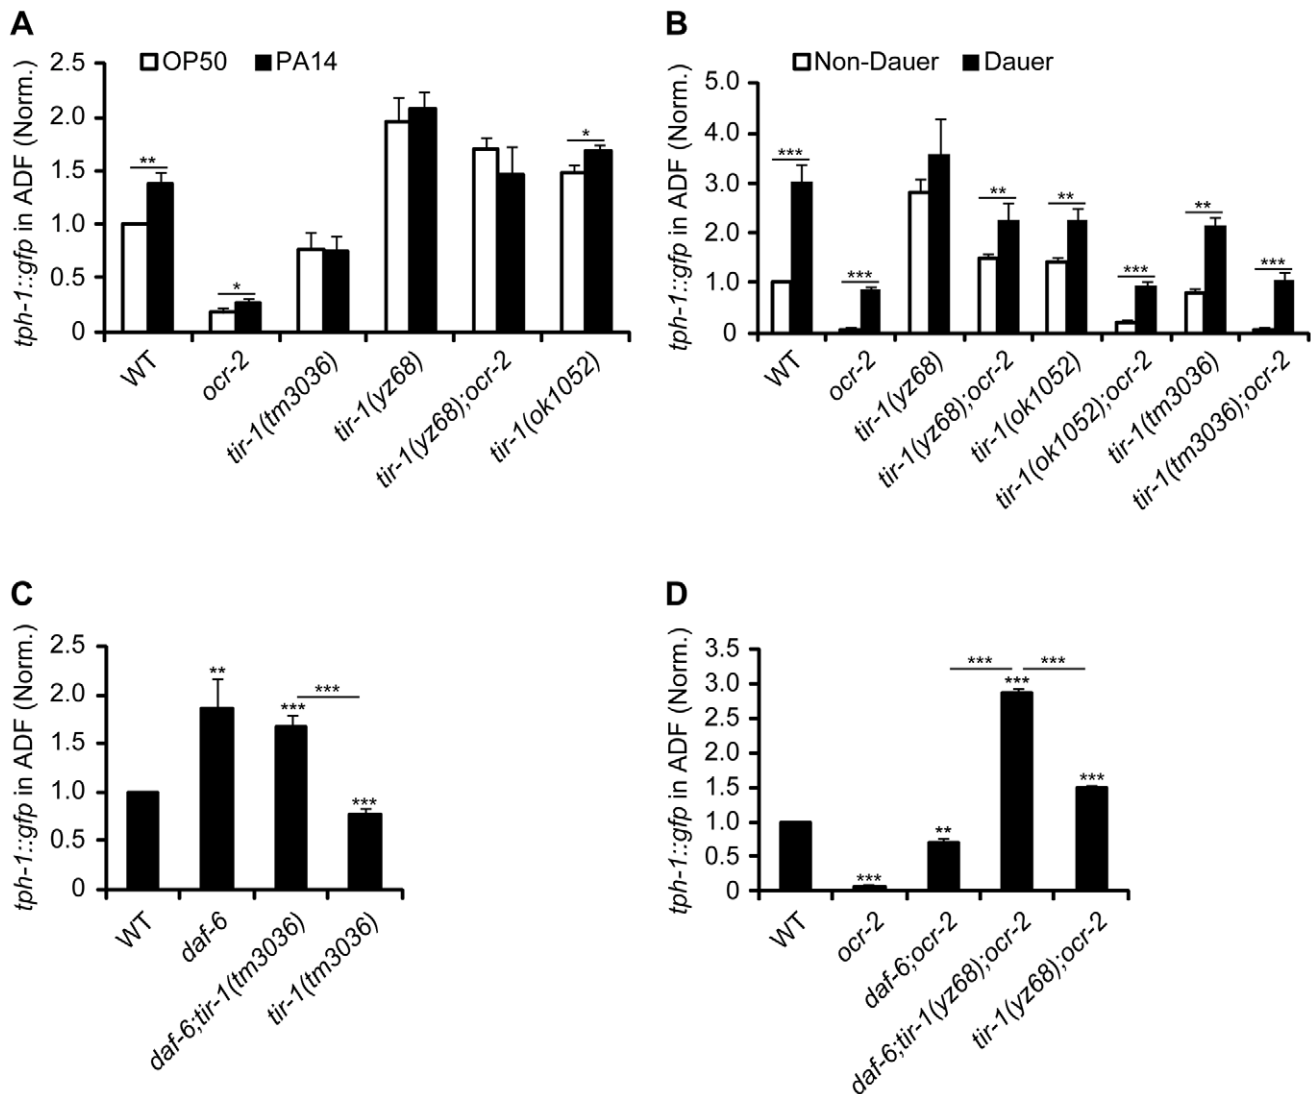 A
OP50 PA14
tph-1::gfp in ADF (Norm.)
2.5
2.0
1.5
1.0
0.5
0
**
*
*
WT
ocr-2
tir-1(tm3036)
tir-1(yz68)
tir-1(yz68);ocr-2
tir-1(ok1052)
B
Non-Dauer Dauer
tph-1::gfp in ADF (Norm.)
5.0
4.0
3.0
2.0
1.0
0
***
***
**
**
***
**
***
WT
ocr-2
tir-1(yz68)
tir-1(yz68);ocr-2
tir-1(ok1052)
tir-1(ok1052);ocr-2
tir-1(tm3036)
tir-1(tm3036);ocr-2
C
tph-1::gfp in ADF (Norm.)
2.5
2.0
1.5
1.0
0.5
0
**
***
***
***
WT
daf-6
daf-6;tir-1(tm3036)
tir-1(tm3036)
D
tph-1::gfp in ADF (Norm.)
3.5
3.0
2.5
2.0
1.5
1.0
0.5
0
***
**
*** ***
***
***
WT
ocr-2
daf-6;ocr-2
daf-6;tir-1(yz68);ocr-2
tir-1(yz68);ocr-2